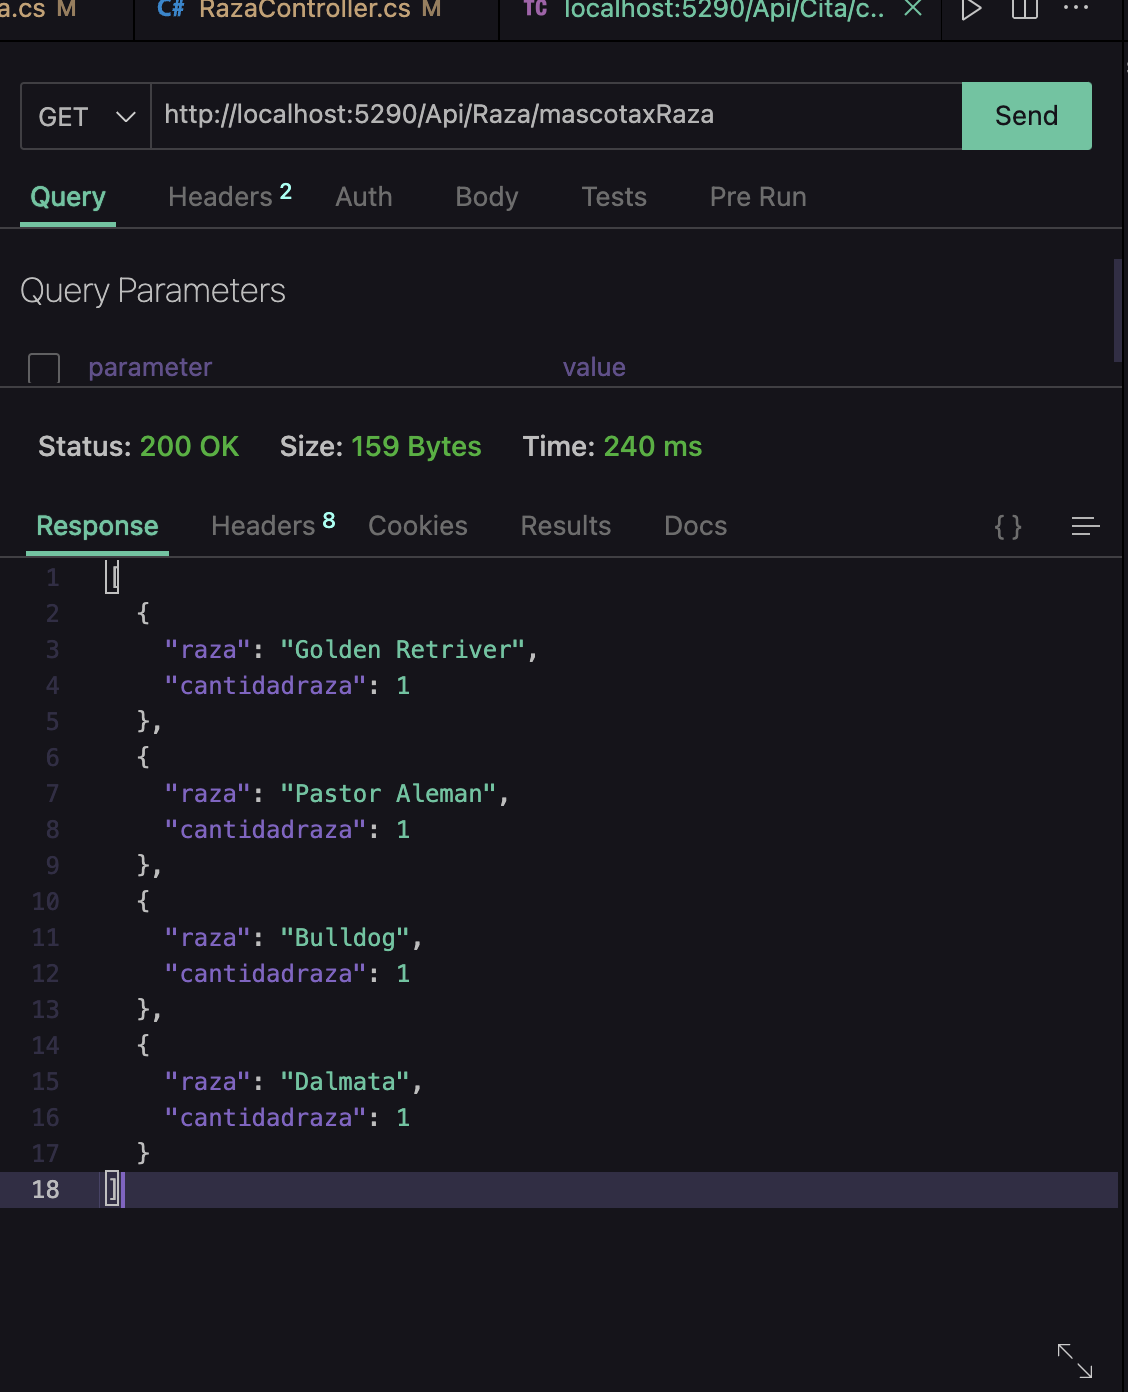 a.cs M C# RazaController.cs M TC localhost:5290/Api/Cita/c.. ...
GET http://localhost:5290/Api/Raza/mascotaxRaza Send
Query Headers 2 Auth Body Tests Pre Run
Query Parameters
parameter value
Status: 200 OK Size: 159 Bytes Time: 240 ms
Response Headers 8 Cookies Results Docs { }
1 [
2 {
3 "raza": "Golden Retriver",
4 "cantidadraza": 1
5 },
6 {
7 "raza": "Pastor Aleman",
8 "cantidadraza": 1
9 },
10 {
11 "raza": "Bulldog",
12 "cantidadraza": 1
13 },
14 {
15 "raza": "Dalmata",
16 "cantidadraza": 1
17 }
18 ]